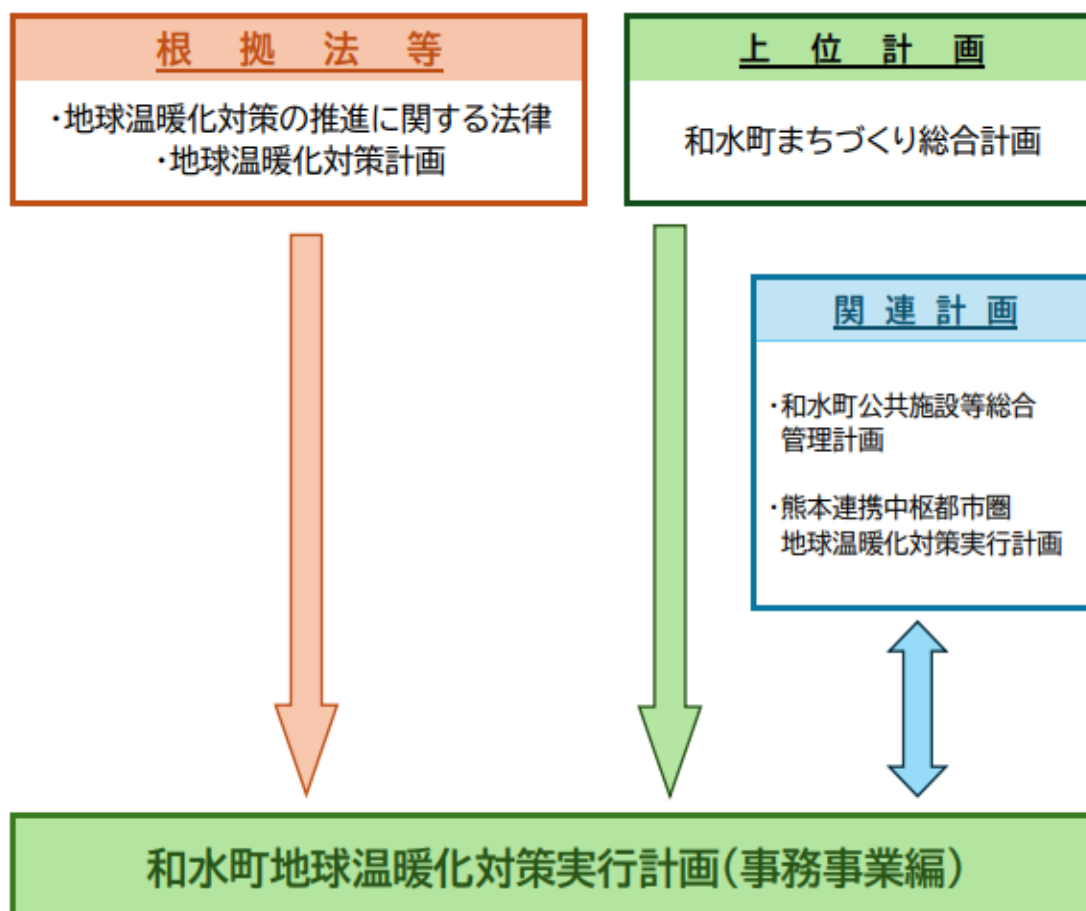 根拠法等
・地球温暖化対策の推進に関する法律
・地球温暖化対策計画
上位計画
和水町まちづくり総合計画
関連計画
・和水町公共施設等総合
管理計画
・熊本連携中枢都市圏
地球温暖化対策実行計画
和水町地球温暖化対策実行計画(事務事業編)